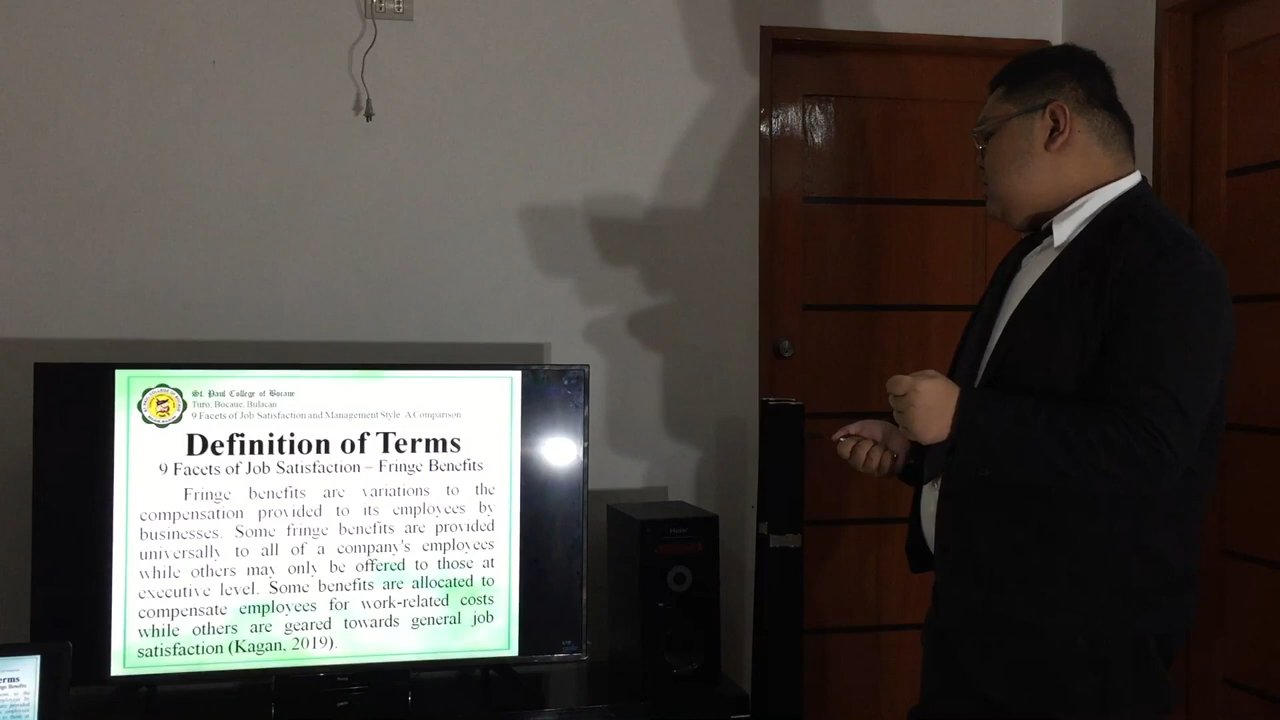 St. Paul College of Bocaue
Turo, Bocaue, Bulacan
9 Facets of Job Satisfaction and Management Style: A Comparison
Definition of Terms
9 Facets of Job Satisfaction – Fringe Benefits
Fringe benefits are variations to the
compensation provided to its employees by
businesses. Some fringe benefits are provided
universally to all of a company's employees
while others may only be offered to those at
executive level. Some benefits are allocated to
compensate employees for work-related costs
while others are geared towards general job
satisfaction (Kagan, 2019).
erms
nge Benefits